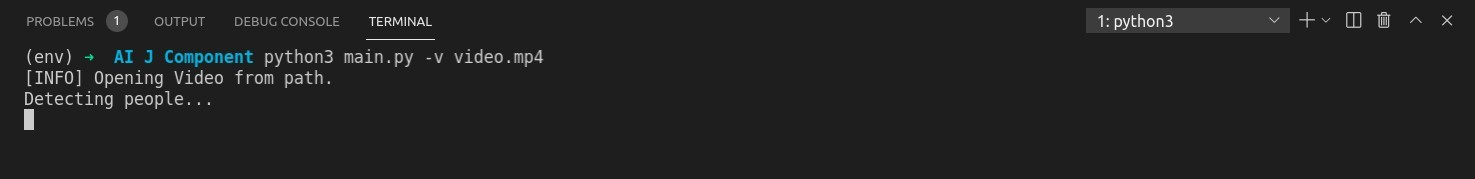 PROBLEMS 1 OUTPUT DEBUG CONSOLE TERMINAL 1: python3
(env) ➜ AI J Component python3 main.py -v video.mp4
[INFO] Opening Video from path.
Detecting people...